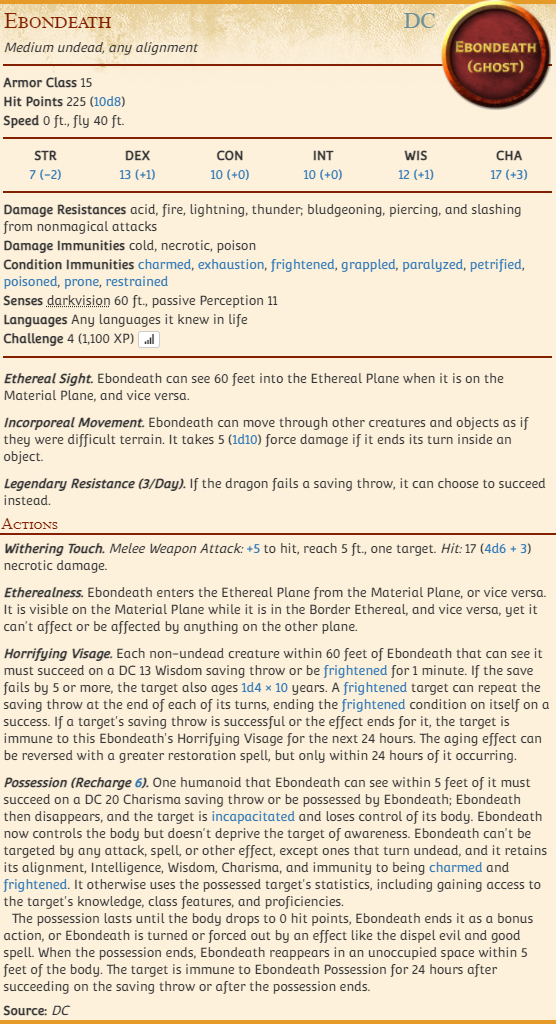 Ebondeath
DC
Ebondeath
(Ghost)
Medium undead, any alignment
Armor Class 15
Hit Points 225 (10d8)
Speed 0 ft., fly 40 ft.
STR DEX CON INT WIS CHA
7 (−2) 13 (+1) 10 (+0) 10 (+0) 12 (+1) 17 (+3)
Damage Resistances acid, fire, lightning, thunder; bludgeoning, piercing, and slashing
from nonmagical attacks
Damage Immunities cold, necrotic, poison
Condition Immunities charmed, exhaustion, frightened, grappled, paralyzed, petrified,
poisoned, prone, restrained
Senses darkvision 60 ft., passive Perception 11
Languages Any languages it knew in life
Challenge 4 (1,100 XP)
Ethereal Sight. Ebondeath can see 60 feet into the Ethereal Plane when it is on the
Material Plane, and vice versa.
Incorporeal Movement. Ebondeath can move through other creatures and objects as if
they were difficult terrain. It takes 5 (1d10) force damage if it ends its turn inside an
object.
Legendary Resistance (3/Day). If the dragon fails a saving throw, it can choose to succeed
instead.
Actions
Withering Touch. Melee Weapon Attack: +5 to hit, reach 5 ft., one target. Hit: 17 (4d6 + 3)
necrotic damage.
Etherealness. Ebondeath enters the Ethereal Plane from the Material Plane, or vice versa.
It is visible on the Material Plane while it is in the Border Ethereal, and vice versa, yet it
can't affect or be affected by anything on the other plane.
Horrifying Visage. Each non-undead creature within 60 feet of Ebondeath that can see it
must succeed on a DC 13 Wisdom saving throw or be frightened for 1 minute. If the save
fails by 5 or more, the target also ages 1d4 × 10 years. A frightened target can repeat the
saving throw at the end of each of its turns, ending the frightened condition on itself on a
success. If a target's saving throw is successful or the effect ends for it, the target is
immune to this Ebondeath's Horrifying Visage for the next 24 hours. The aging effect can
be reversed with a greater restoration spell, but only within 24 hours of it occurring.
Possession (Recharge 6). One humanoid that Ebondeath can see within 5 feet of it must
succeed on a DC 20 Charisma saving throw or be possessed by Ebondeath; Ebondeath
then disappears, and the target is incapacitated and loses control of its body. Ebondeath
now controls the body but doesn't deprive the target of awareness. Ebondeath can't be
targeted by any attack, spell, or other effect, except ones that turn undead, and it retains
its alignment, Intelligence, Wisdom, Charisma, and immunity to being charmed and
frightened. It otherwise uses the possessed target's statistics, including gaining access to
the target's knowledge, class features, and proficiencies.
The possession lasts until the body drops to 0 hit points, Ebondeath ends it as a bonus
action, or Ebondeath is turned or forced out by an effect like the dispel evil and good
spell. When the possession ends, Ebondeath reappears in an unoccupied space within 5
feet of the body. The target is immune to Ebondeath Possession for 24 hours after
succeeding on the saving throw or after the possession ends.
Source: DC